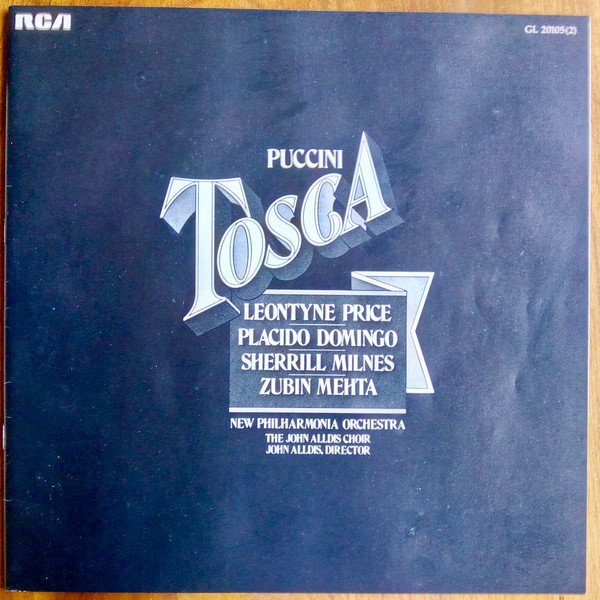 RCA
GL 20105(2)
PUCCINI
TOSCA
LEONTYNE PRICE
PLACIDO DOMINGO
SHERRILL MILNES
ZUBIN MEHTA
NEW PHILHARMONIA ORCHESTRA
THE JOHN ALLDIS CHOIR
JOHN ALLDIS, DIRECTOR